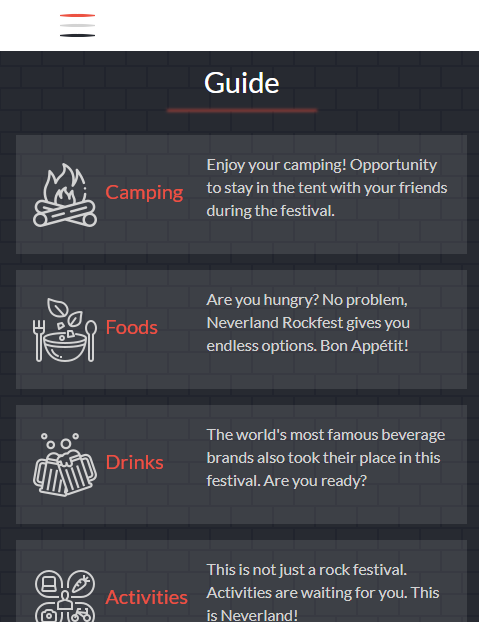 Guide
Camping
Enjoy your camping! Opportunity
to stay in the tent with your friends
during the festival.
Foods
Are you hungry? No problem,
Neverland Rockfest gives you
endless options. Bon Appétit!
Drinks
The world's most famous beverage
brands also took their place in this
festival. Are you ready?
Activities
This is not just a rock festival.
Activities are waiting for you. This
is Neverland!